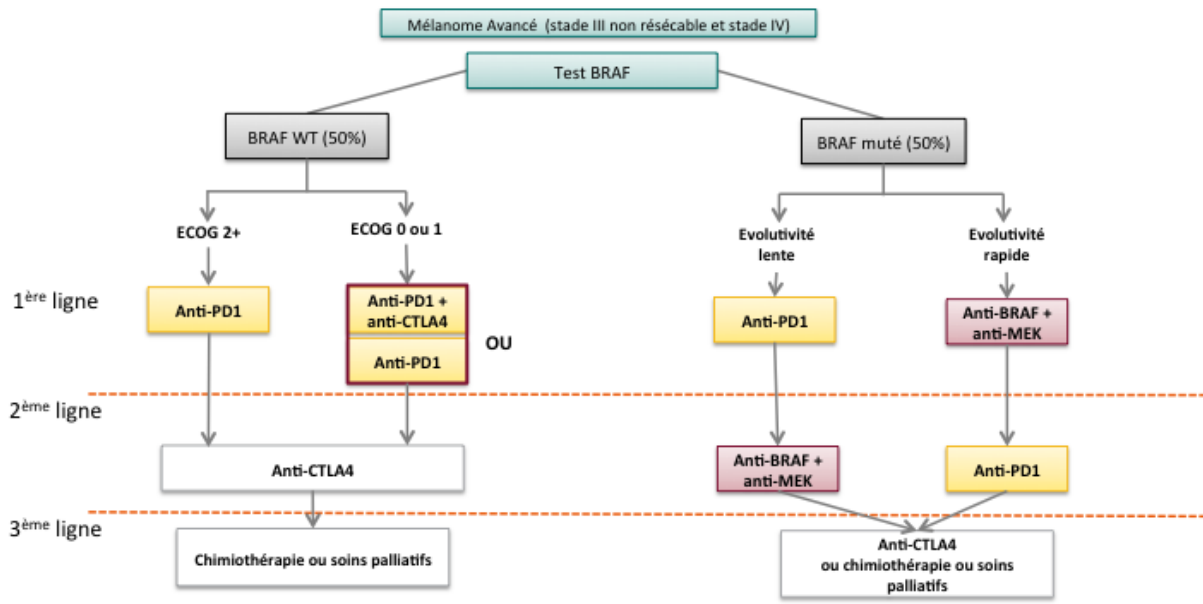 Mélanome Avancé (stade III non résécable et stade IV)
Test BRAF
BRAF WT (50%)
BRAF muté (50%)
ECOG 2+
ECOG 0 ou 1
Evolutivité
lente
Evolutivité
rapide
1ère ligne
Anti-PD1
Anti-PD1 +
anti-CTLA4
OU
Anti-PD1
Anti-PD1
Anti-BRAF +
anti-MEK
2ème ligne
Anti-CTLA4
Anti-BRAF +
anti-MEK
Anti-PD1
3ème ligne
Chimiothérapie ou soins palliatifs
Anti-CTLA4
ou chimiothérapie ou soins
palliatifs